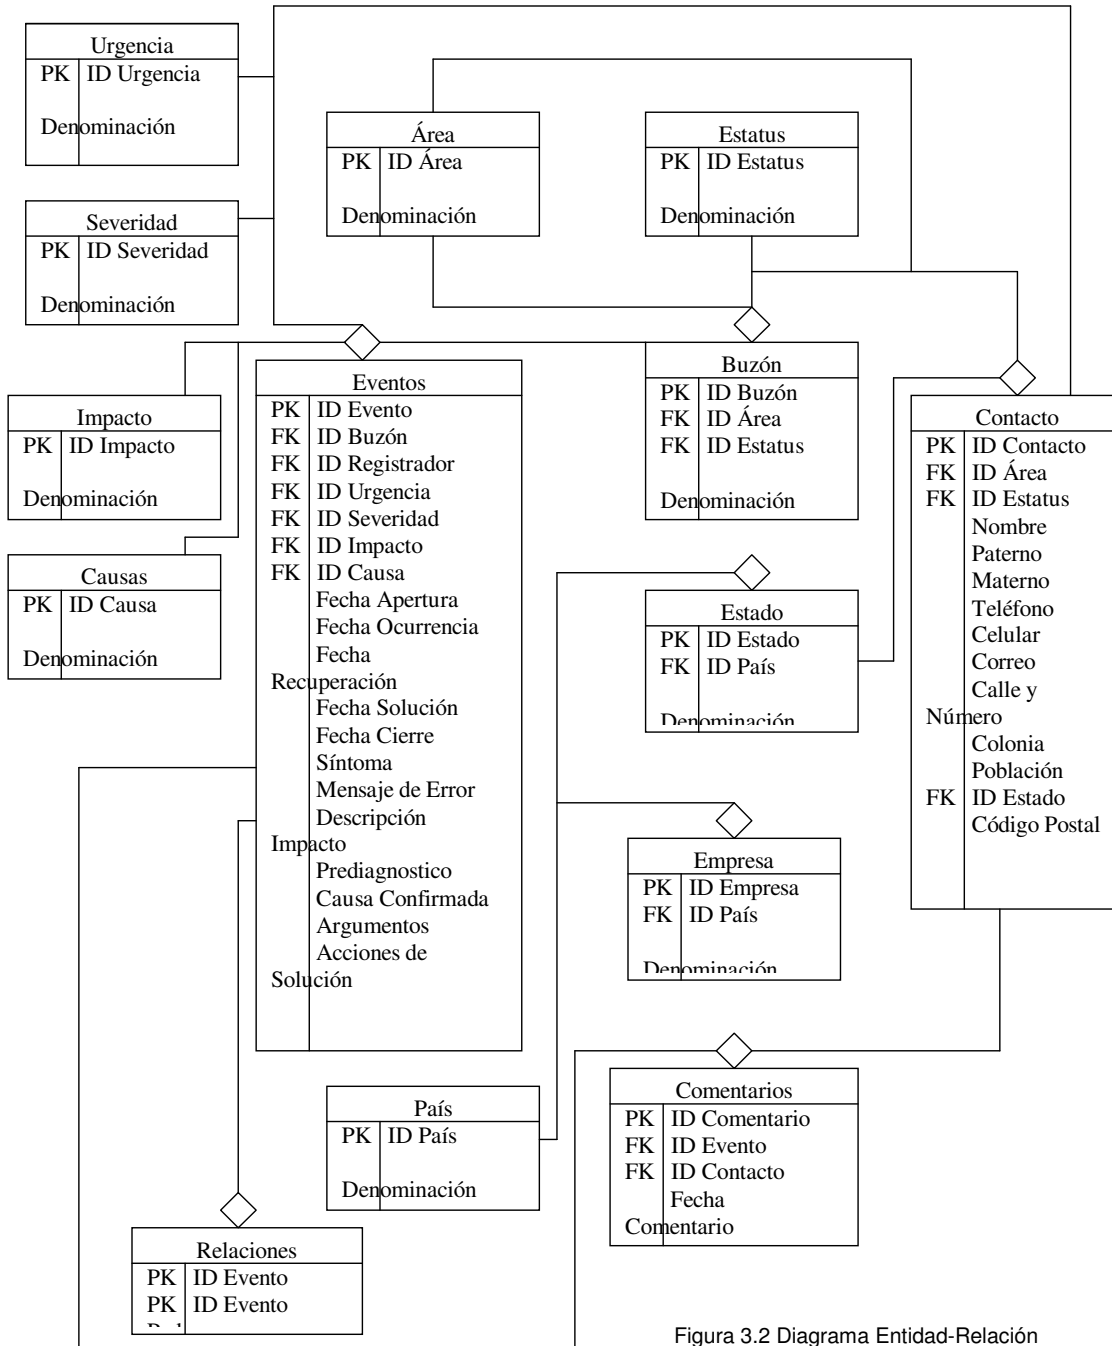 Urgencia
PK ID Urgencia
Denominación
Severidad
PK ID Severidad
Denominación
Área
PK ID Área
Denominación
Estatus
PK ID Estatus
Denominación
Impacto
PK ID Impacto
Denominación
Causas
PK ID Causa
Denominación
Eventos
PK ID Evento
FK ID Buzón
FK ID Registrador
FK ID Urgencia
FK ID Severidad
FK ID Impacto
FK ID Causa
Fecha Apertura
Fecha Ocurrencia
Fecha
Recuperación
Fecha Solución
Fecha Cierre
Síntoma
Mensaje de Error
Descripción
Impacto
Prediagnostico
Causa Confirmada
Argumentos
Acciones de
Solución
Buzón
PK ID Buzón
FK ID Área
FK ID Estatus
Denominación
Contacto
PK ID Contacto
FK ID Área
FK ID Estatus
Nombre
Paterno
Materno
Teléfono
Celular
Correo
Calle y
Número
Colonia
Población
FK ID Estado
Código Postal
Estado
PK ID Estado
FK ID País
Denominación
Empresa
PK ID Empresa
FK ID País
Denominación
País
PK ID País
Denominación
Comentarios
PK ID Comentario
FK ID Evento
FK ID Contacto
Fecha
Comentario
Relaciones
PK ID Evento
PK ID Evento
Figura 3.2 Diagrama Entidad-Relación